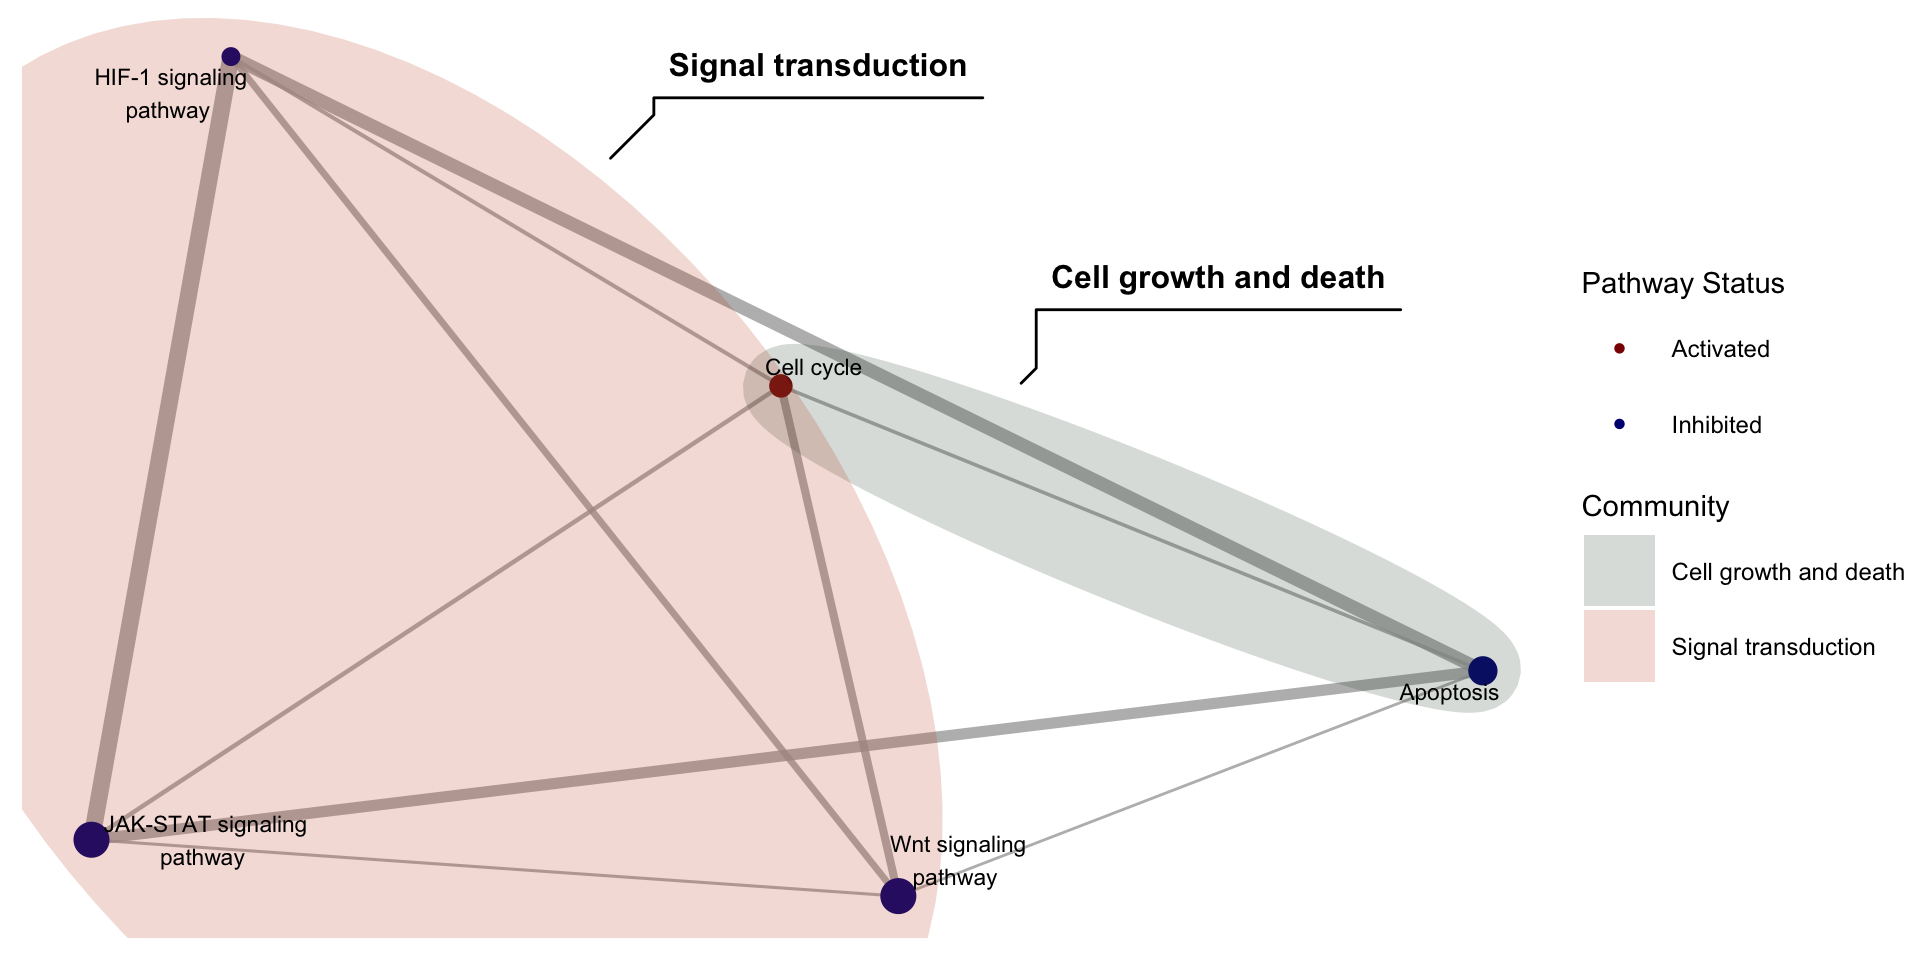 HIF-1 signaling
pathway
Signal transduction
Cell growth and death
Cell cycle
Apoptosis
JAK-STAT signaling
pathway
Wnt signaling
pathway
Pathway Status
Activated
Inhibited
Community
Cell growth and death
Signal transduction